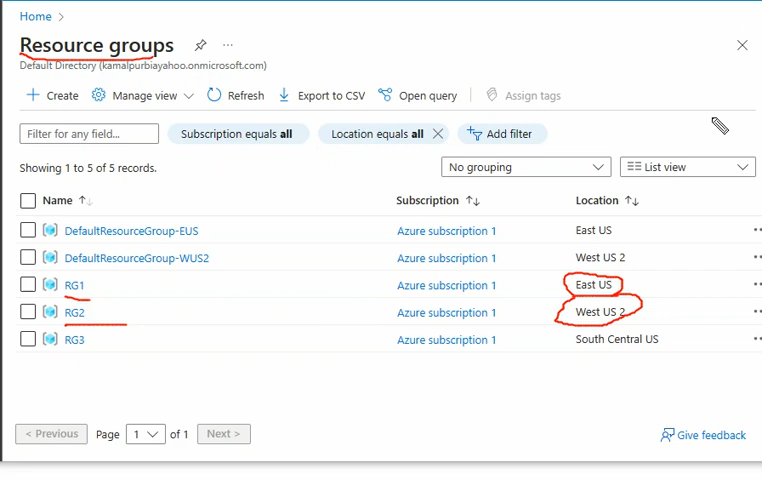 Home >
Resource groups ...
Default Directory (kamalpurbiayahoo.onmicrosoft.com)
+ Create Manage view Refresh Export to CSV Open query Assign tags
Filter for any field... Subscription equals all Location equals all Add filter
Showing 1 to 5 of 5 records. No grouping List view
Name Subscription Location
DefaultResourceGroup-EUS Azure subscription 1 East US
DefaultResourceGroup-WUS2 Azure subscription 1 West US 2
RG1 Azure subscription 1 East US
RG2 Azure subscription 1 West US 2
RG3 Azure subscription 1 South Central US
< Previous Page 1 of 1 Next > Give feedback